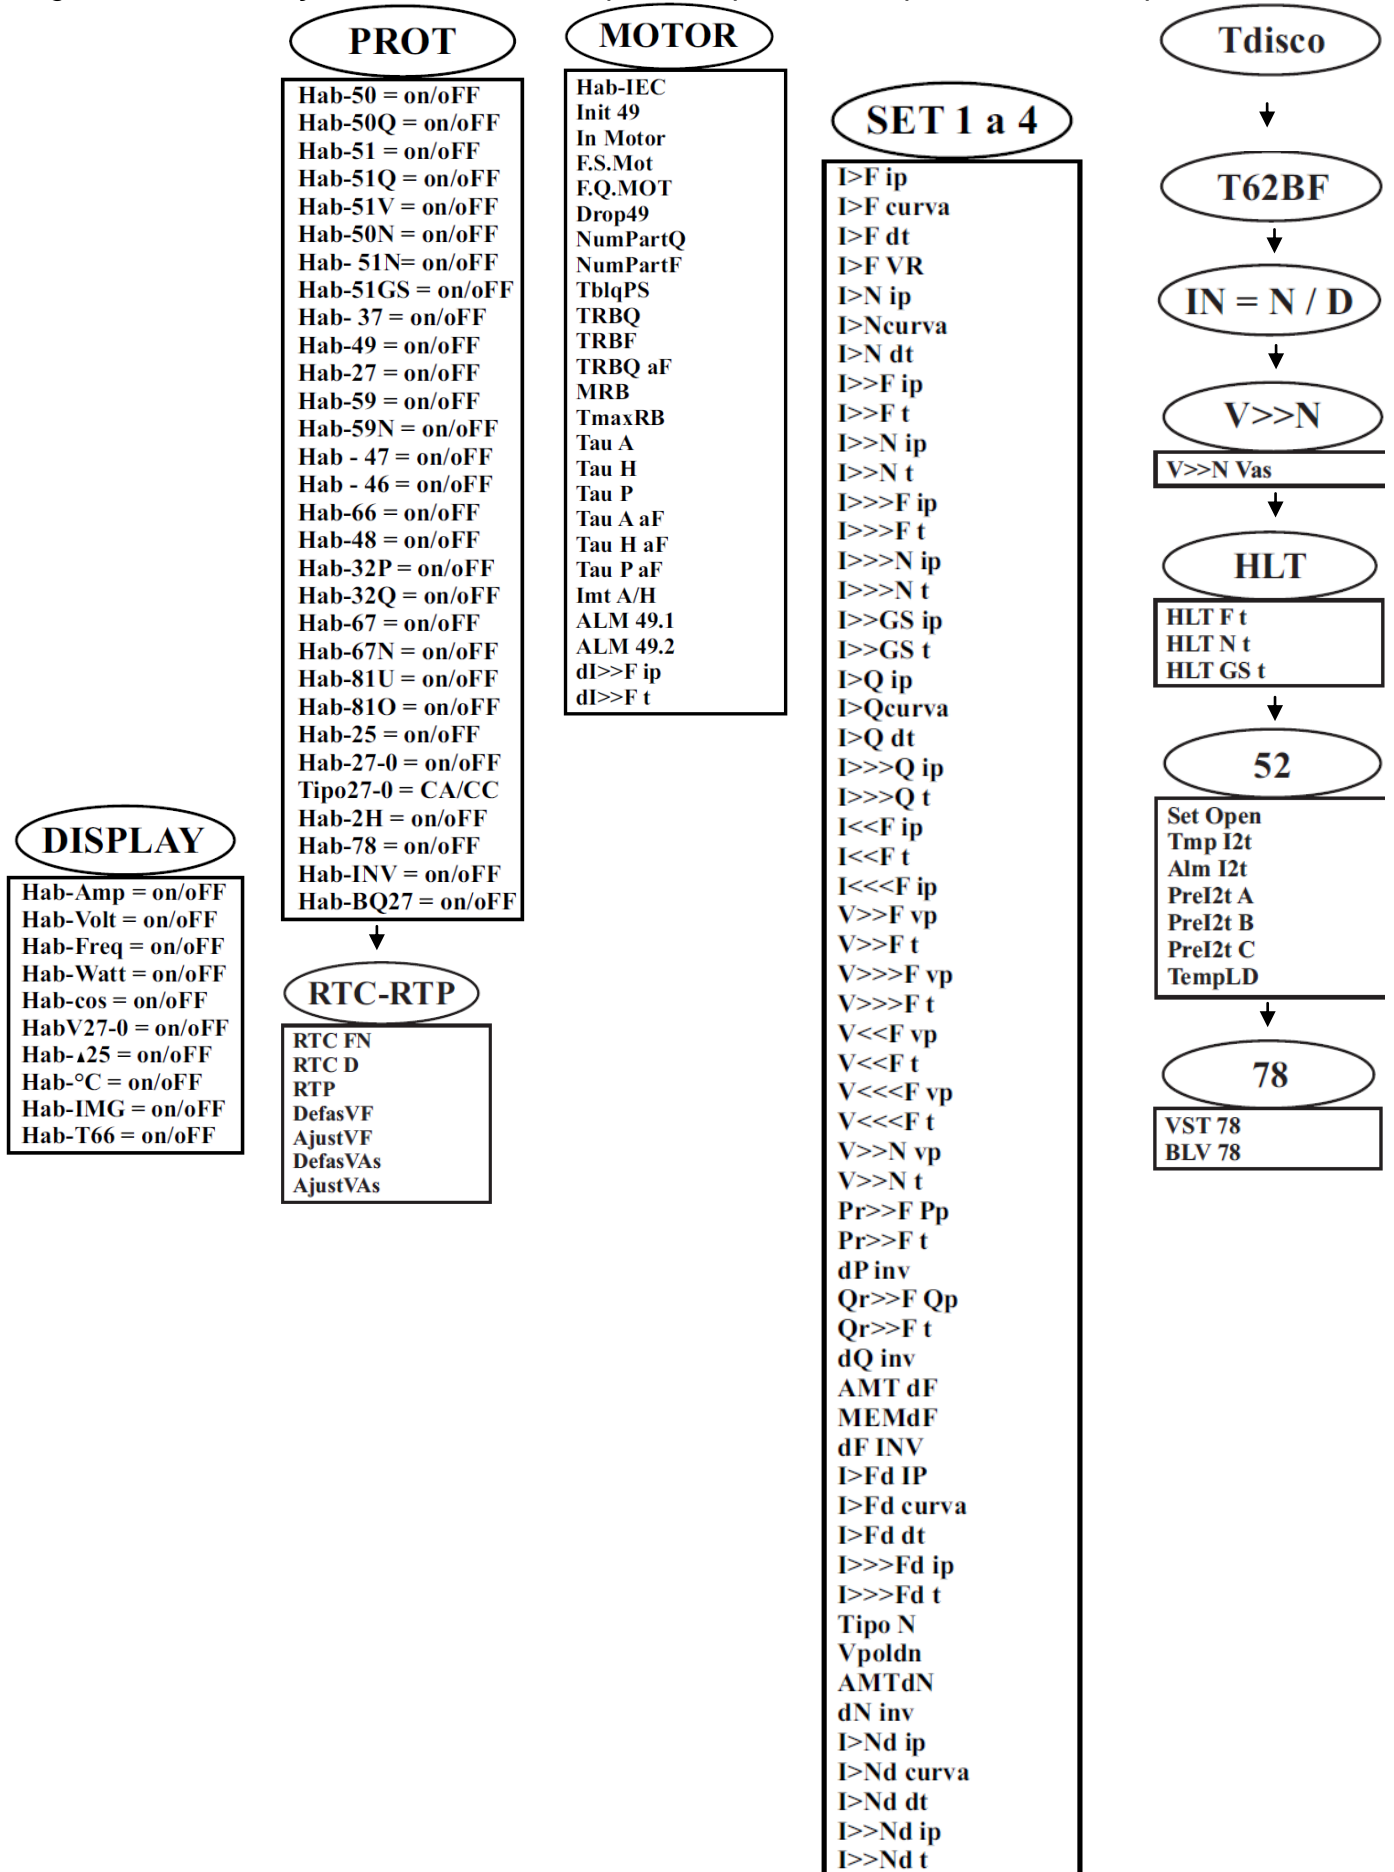 PROT
Hab-50 = on/oFF
Hab-50Q = on/oFF
Hab-51 = on/oFF
Hab-51Q = on/oFF
Hab-51V = on/oFF
Hab-50N = on/oFF
Hab- 51N= on/oFF
Hab-51GS = on/oFF
Hab- 37 = on/oFF
Hab-49 = on/oFF
Hab-27 = on/oFF
Hab-59 = on/oFF
Hab-59N = on/oFF
Hab - 47 = on/oFF
Hab - 46 = on/oFF
Hab-66 = on/oFF
Hab-48 = on/oFF
Hab-32P = on/oFF
Hab-32Q = on/oFF
Hab-67 = on/oFF
Hab-67N = on/oFF
Hab-81U = on/oFF
Hab-81O = on/oFF
Hab-25 = on/oFF
Hab-27-0 = on/oFF
Tipo27-0 = CA/CC
Hab-2H = on/oFF
Hab-78 = on/oFF
Hab-INV = on/oFF
Hab-BQ27 = on/oFF
RTC-RTP
RTC FN
RTC D
RTP
DefasVF
AjustVF
DefasVAs
AjustVAs
DISPLAY
Hab-Amp = on/oFF
Hab-Volt = on/oFF
Hab-Freq = on/oFF
Hab-Watt = on/oFF
Hab-cos = on/oFF
HabV27-0 = on/oFF
Hab-▲25 = on/oFF
Hab-°C = on/oFF
Hab-IMG = on/oFF
Hab-T66 = on/oFF
MOTOR
Hab-IEC
Init 49
In Motor
F.S.Mot
F.Q.MOT
Drop49
NumPartQ
NumPartF
TblqPS
TRBQ
TRBF
TRBQ aF
MRB
TmaxRB
Tau A
Tau H
Tau P
Tau A aF
Tau H aF
Tau P aF
Imt A/H
ALM 49.1
ALM 49.2
dI>>F ip
dI>>F t
SET 1 a 4
I>F ip
I>F curva
I>F dt
I>F VR
I>N ip
I>Ncurva
I>N dt
I>>F ip
I>>F t
I>>N ip
I>>N t
I>>>F ip
I>>>F t
I>>>N ip
I>>>N t
I>>GS ip
I>>GS t
I>Q ip
I>Qcurva
I>Q dt
I>>>Q ip
I>>>Q t
I<<F ip
I<<F t
I<<<F ip
V>>F vp
V>>F t
V>>>F vp
V>>>F t
V<<F vp
V<<F t
V<<<F vp
V<<<F t
V>>N vp
V>>N t
Pr>>F Pp
Pr>>F t
dP inv
Qr>>F Qp
Qr>>F t
dQ inv
AMT dF
MEMdF
dF INV
I>Fd IP
I>Fd curva
I>Fd dt
I>>>Fd ip
I>>>Fd t
Tipo N
Vpoldn
AMTdN
dN inv
I>Nd ip
I>Nd curva
I>Nd dt
I>>Nd ip
I>>Nd t
Tdisco
T62BF
IN = N / D
V>>N
V>>N Vas
HLT
HLT F t
HLT N t
HLT GS t
52
Set Open
Tmp I2t
Alm I2t
PreI2t A
PreI2t B
PreI2t C
TempLD
78
VST 78
BLV 78